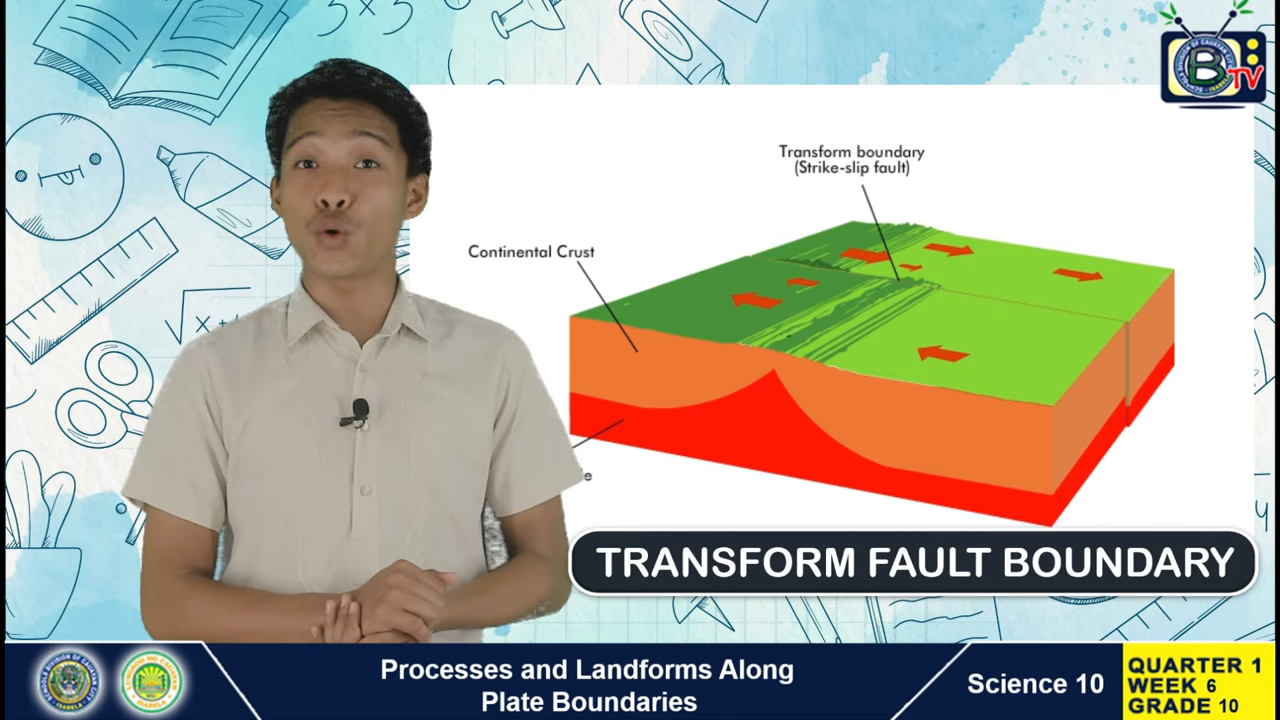 B TV
Transform boundary
(Strike-slip fault)
Continental Crust
e
TRANSFORM FAULT BOUNDARY
Processes and Landforms Along
Plate Boundaries
Science 10
QUARTER 1
WEEK 6
GRADE 10